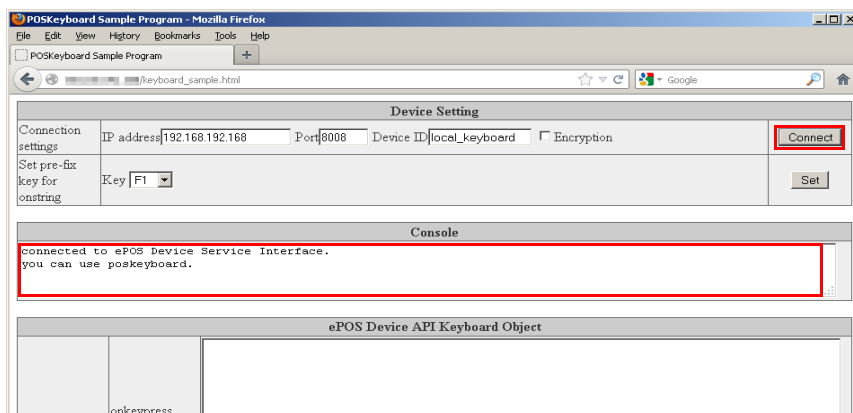 POSKeyboard Sample Program - Mozilla Firefox
File Edit View History Bookmarks Tools Help
POSKeyboard Sample Program +
/keyboard_sample.html Google
Device Setting
Connection settings IP address 192.168.192.168 Port 8008 Device ID local_keyboard Encryption Connect
Set pre-fix key for onstring Key F1 Set
Console
connected to ePOS Device Service Interface.
you can use poskeyboard.
ePOS Device API Keyboard Object
onkeypress